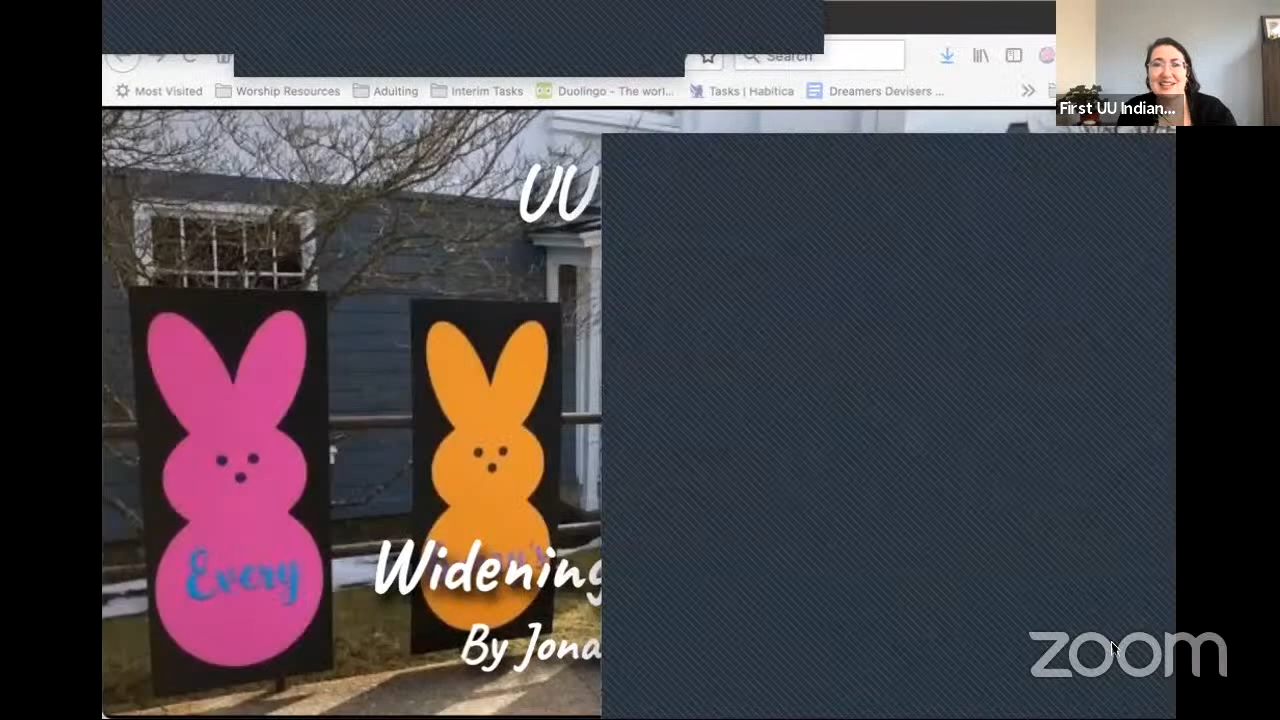 Search
Most Visited Worship Resources Adulting Interim Tasks Duolingo - The worl... Tasks | Habitica Dreamers Devisers ...
First UU Indian...
UU
Every
Widening
By Jona
zoom